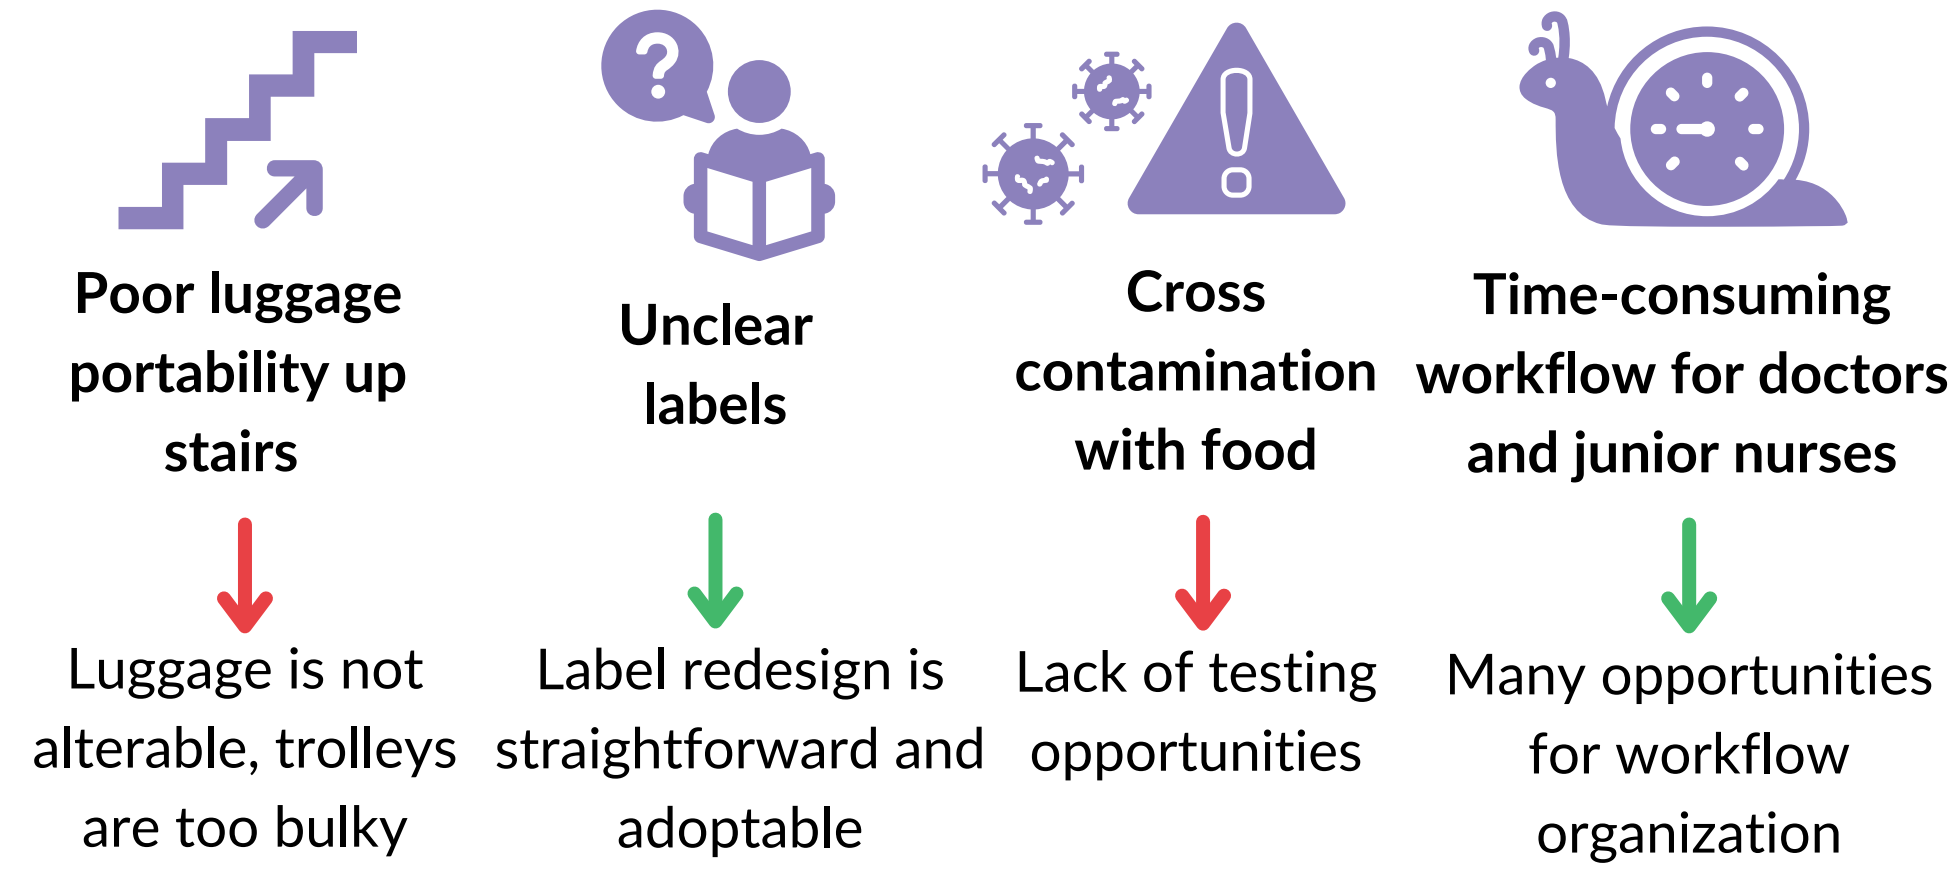 ?
Poor luggage
portability up
stairs
Unclear
labels
Cross
contamination
with food
Time-consuming
workflow for doctors
and junior nurses
Luggage is not
alterable, trolleys
are too bulky
Label redesign is
straightforward and
adoptable
Lack of testing
opportunities
Many opportunities
for workflow
organization